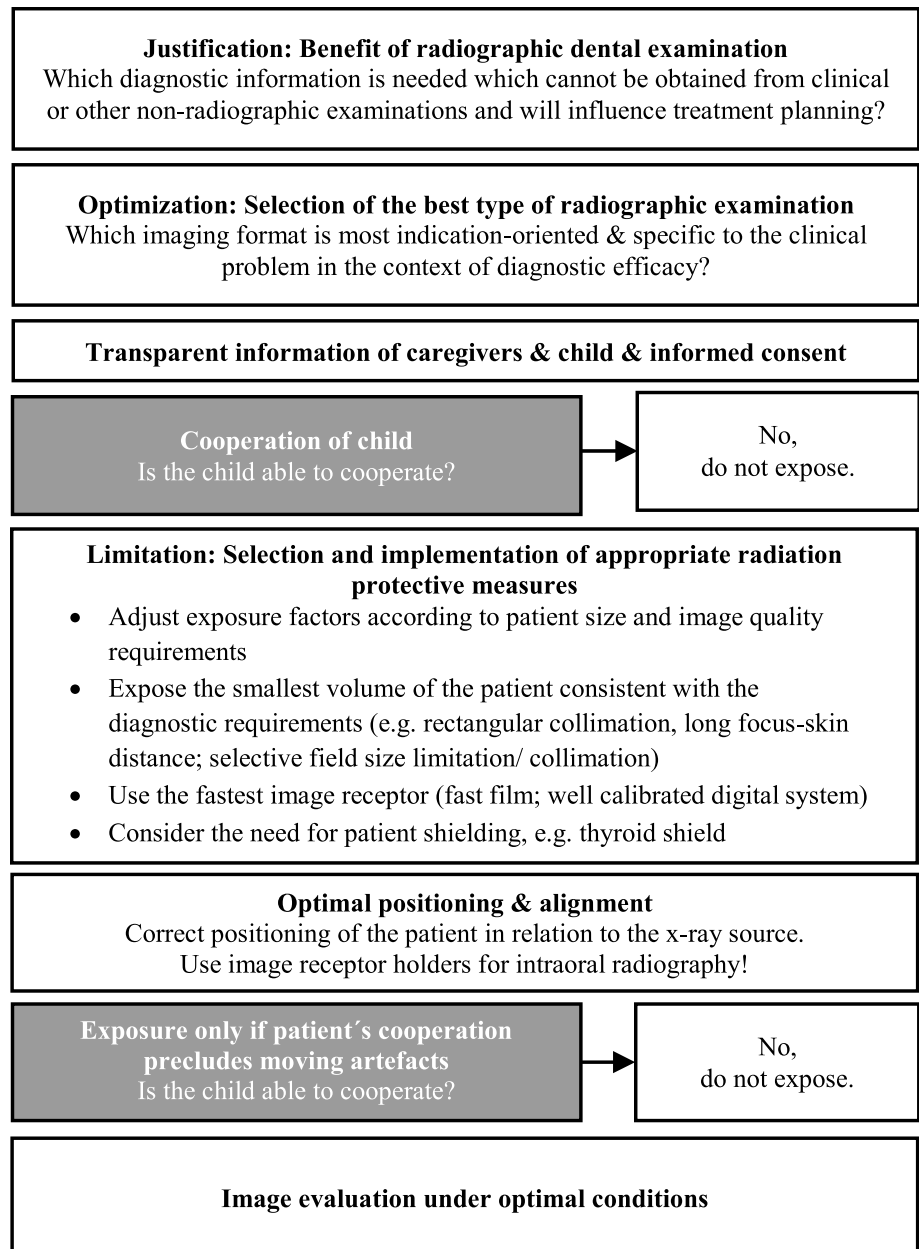 Justification: Benefit of radiographic dental examination
Which diagnostic information is needed which cannot be obtained from clinical
or other non-radiographic examinations and will influence treatment planning?
Optimization: Selection of the best type of radiographic examination
Which imaging format is most indication-oriented & specific to the clinical
problem in the context of diagnostic efficacy?
Transparent information of caregivers & child & informed consent
Cooperation of child
Is the child able to cooperate?
No,
do not expose.
Limitation: Selection and implementation of appropriate radiation
protective measures
• Adjust exposure factors according to patient size and image quality
requirements
• Expose the smallest volume of the patient consistent with the
diagnostic requirements (e.g. rectangular collimation, long focus-skin
distance; selective field size limitation/ collimation)
• Use the fastest image receptor (fast film; well calibrated digital system)
• Consider the need for patient shielding, e.g. thyroid shield
Optimal positioning & alignment
Correct positioning of the patient in relation to the x-ray source.
Use image receptor holders for intraoral radiography!
Exposure only if patient´s cooperation
precludes moving artefacts
Is the child able to cooperate?
No,
do not expose.
Image evaluation under optimal conditions